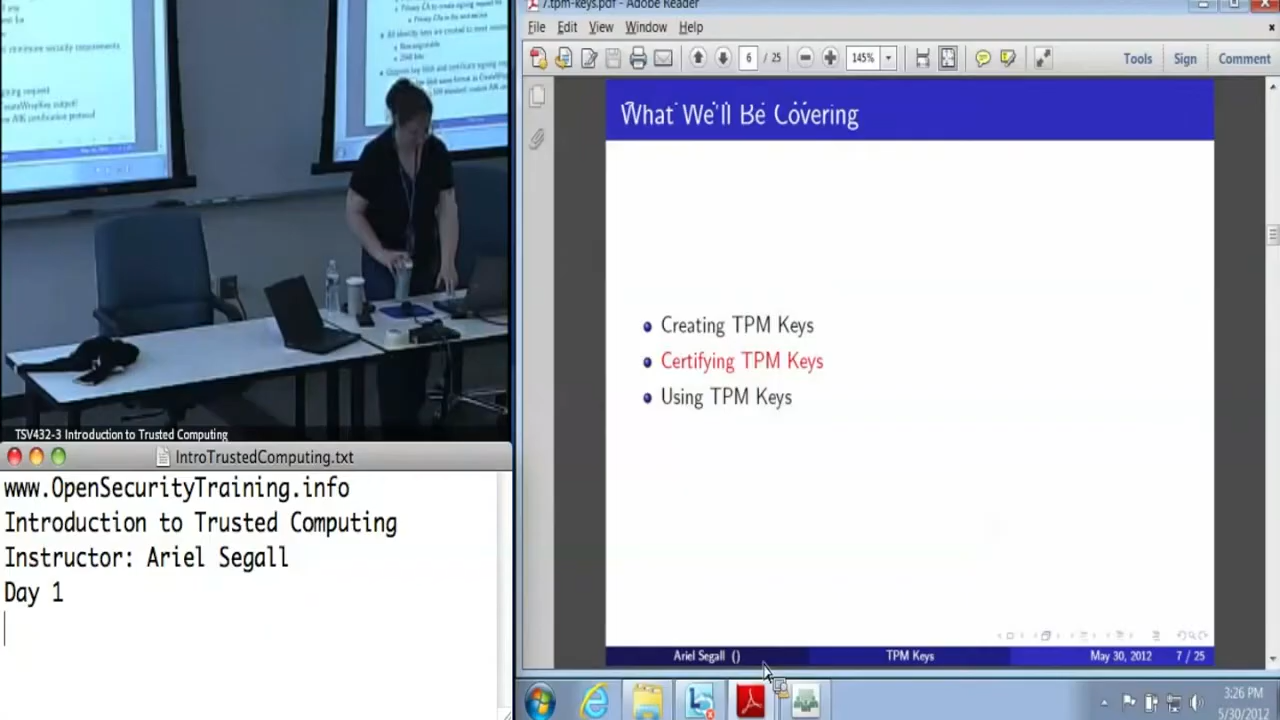 TSV432-3 Introduction to Trusted Computing
IntroTrustedComputing.txt
www.OpenSecurityTraining.info
Introduction to Trusted Computing
Instructor: Ariel Segall
Day 1
7.tpm-keys.pdf - Adobe Reader
File Edit View Window Help
6 / 25 145% Tools Sign Comment
What We'll Be Covering
Creating TPM Keys
Certifying TPM Keys
Using TPM Keys
Ariel Segall () TPM Keys May 30, 2012 7 / 25
3:26 PM
5/30/2012